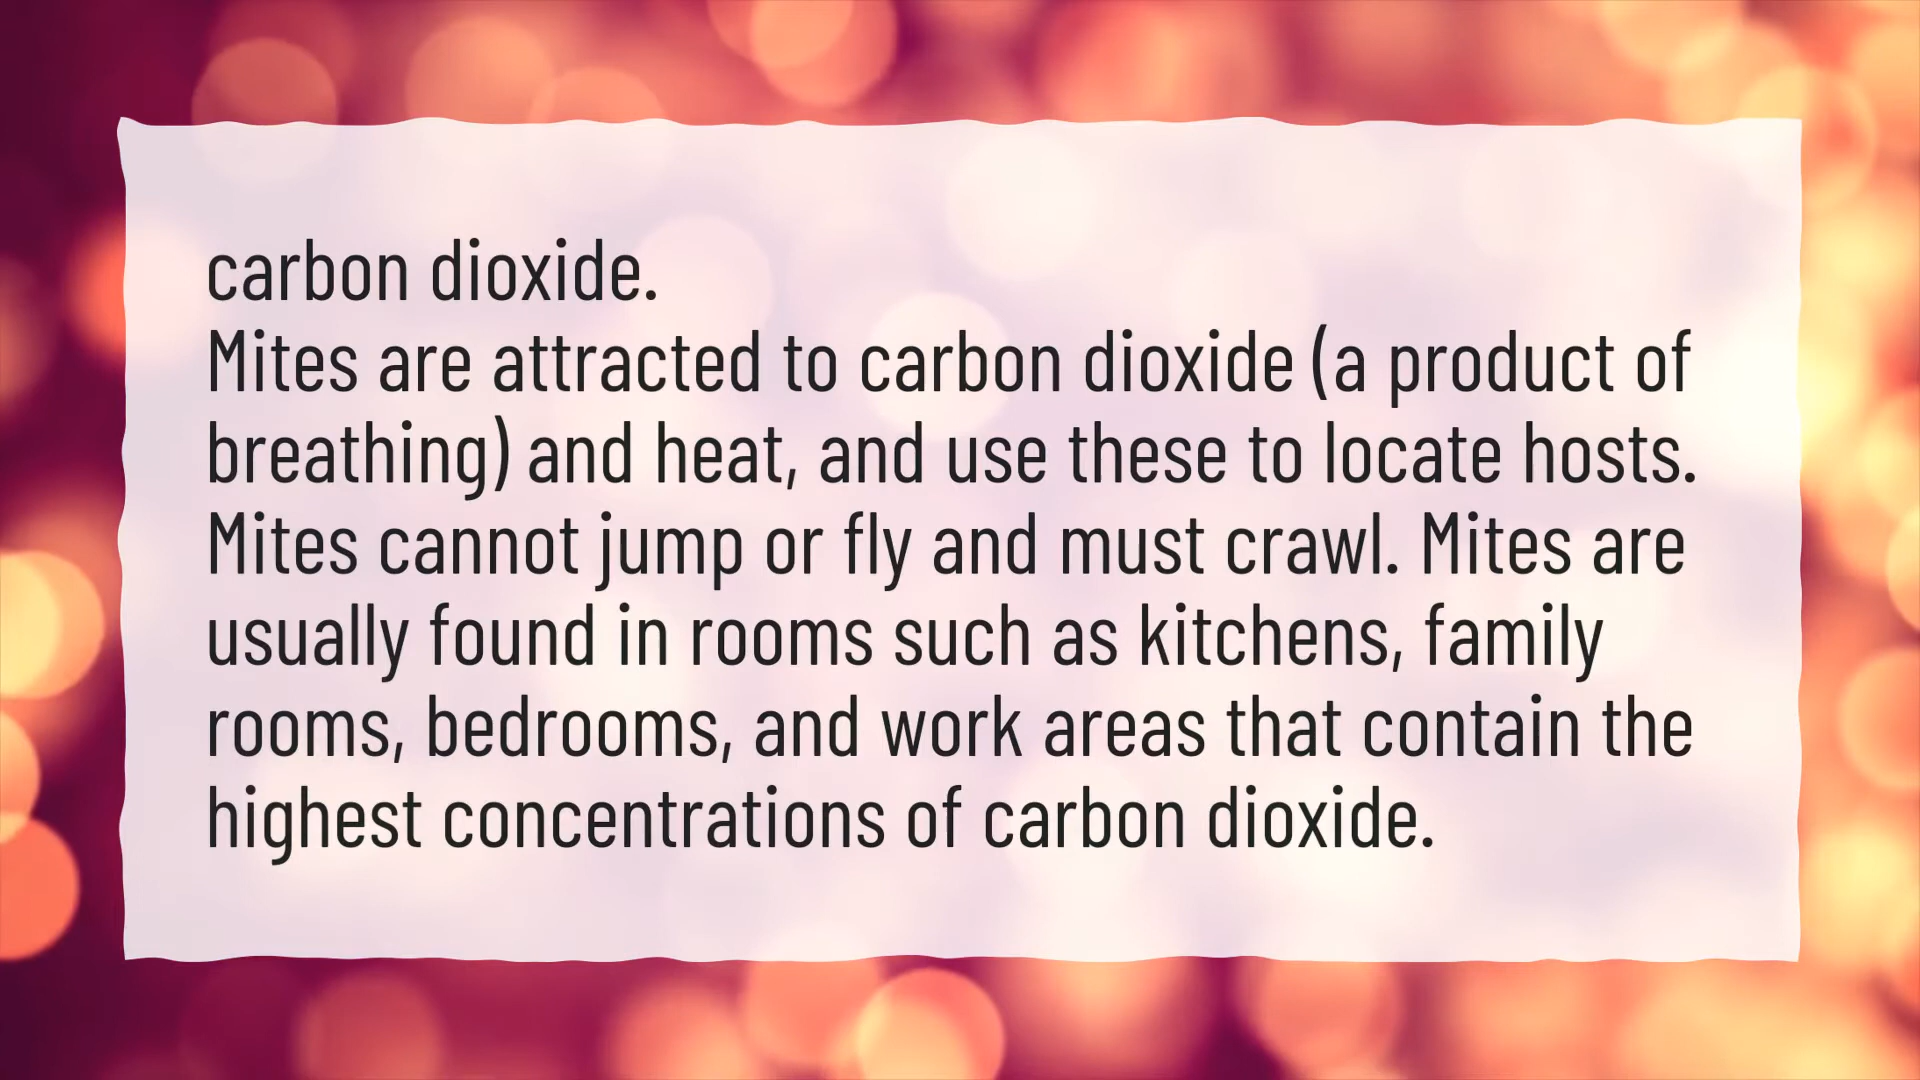 carbon dioxide.
Mites are attracted to carbon dioxide (a product of
breathing) and heat, and use these to locate hosts.
Mites cannot jump or fly and must crawl. Mites are
usually found in rooms such as kitchens, family
rooms, bedrooms, and work areas that contain the
highest concentrations of carbon dioxide.